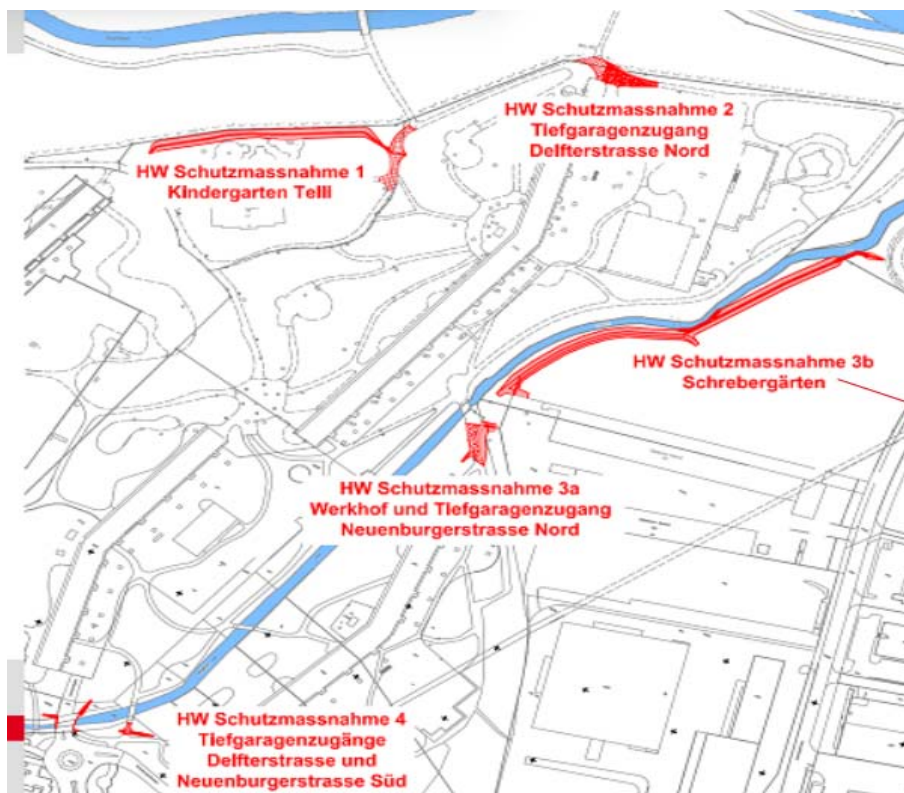 HW Schutzmassnahme 2
Tiefgaragenzugang
Delfterstrasse Nord
HW Schutzmassnahme 1
Kindergarten Telli
HW Schutzmassnahme 3b
Schrebergärten
HW Schutzmassnahme 3a
Werkhof und Tiefgaragenzugang
Neuenburgerstrasse Nord
HW Schutzmassnahme 4
Tiefgaragenzugänge
Delfterstrasse und
Neuenburgerstrasse Süd